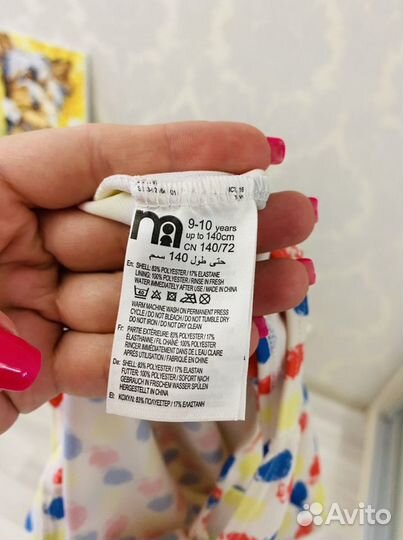 m
9-10 years
up to 140cm
CN 140/72
حتى طول 140 سم
En: SHELL: 83% POLYESTER / 17% ELASTANE
LINING: 100% POLYESTER / RINSE IN FRESH
WATER IMMEDIATELY AFTER USE / MADE IN CHINA
WARM MACHINE WASH ON PERMANENT PRESS
CYCLE / DO NOT BLEACH / DO NOT TUMBLE DRY
DO NOT IRON / DO NOT DRY CLEAN
Fr: PARTIE EXTÉRIEURE: 83% POLYESTER / 17%
ELASTHANNE / FIL CHAÎNE: 100% POLYESTER
RINCER IMMÉDIATEMENT DANS DE L'EAU CLAIRE
APRÈS UTILISATION / FABRIQUÉ EN CHINE
De: SHELL: 83% POLYESTER / 17% ELASTAN
FUTTER: 100% POLYESTER / SOFORT NACH
GEBRAUCH IN FRISCHEM WASSER SPÜLEN
HERGESTELLT IN CHINA
El: 83% ΠΟΛΥΕΣΤΕΡ / 17% ΕΛΑΣΤΑΝΗ
Avito